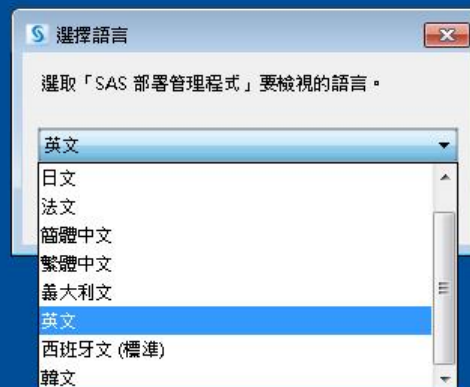 選擇語言
選取「SAS 部署管理程式」要檢視的語言。
英文
日文
法文
簡體中文
繁體中文
義大利文
英文
西班牙文 (標準)
韓文